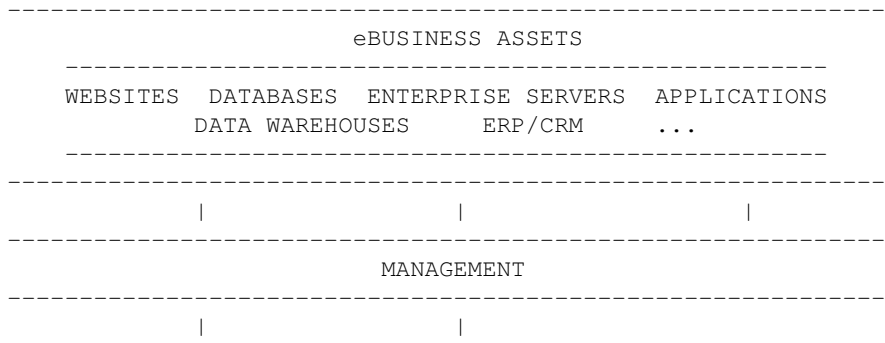 eBUSINESS ASSETS
WEBSITES DATABASES ENTERPRISE SERVERS APPLICATIONS
DATA WAREHOUSES ERP/CRM ...
MANAGEMENT